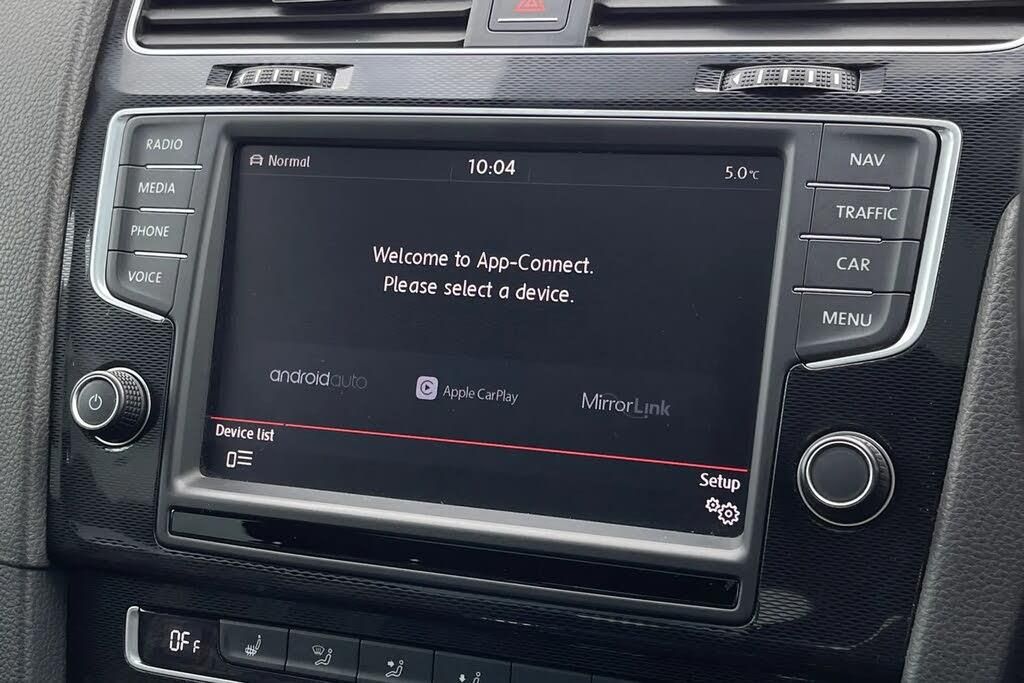 RADIO
MEDIA
PHONE
VOICE
Normal
10:04
5.0°C
Welcome to App-Connect.
Please select a device.
androidauto
Apple CarPlay
MirrorLink
Device list
Setup
NAV
TRAFFIC
CAR
MENU
OFF